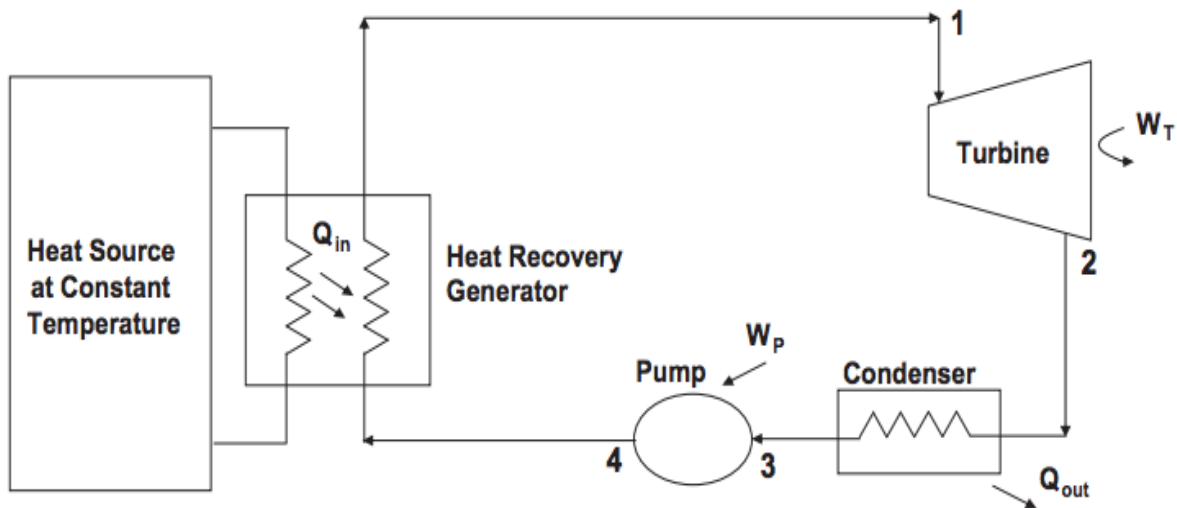 1
Turbine
W_T
2
Heat Source
at Constant
Temperature
Q_in
Heat Recovery
Generator
W_P
Pump
Condenser
4
3
Q_out